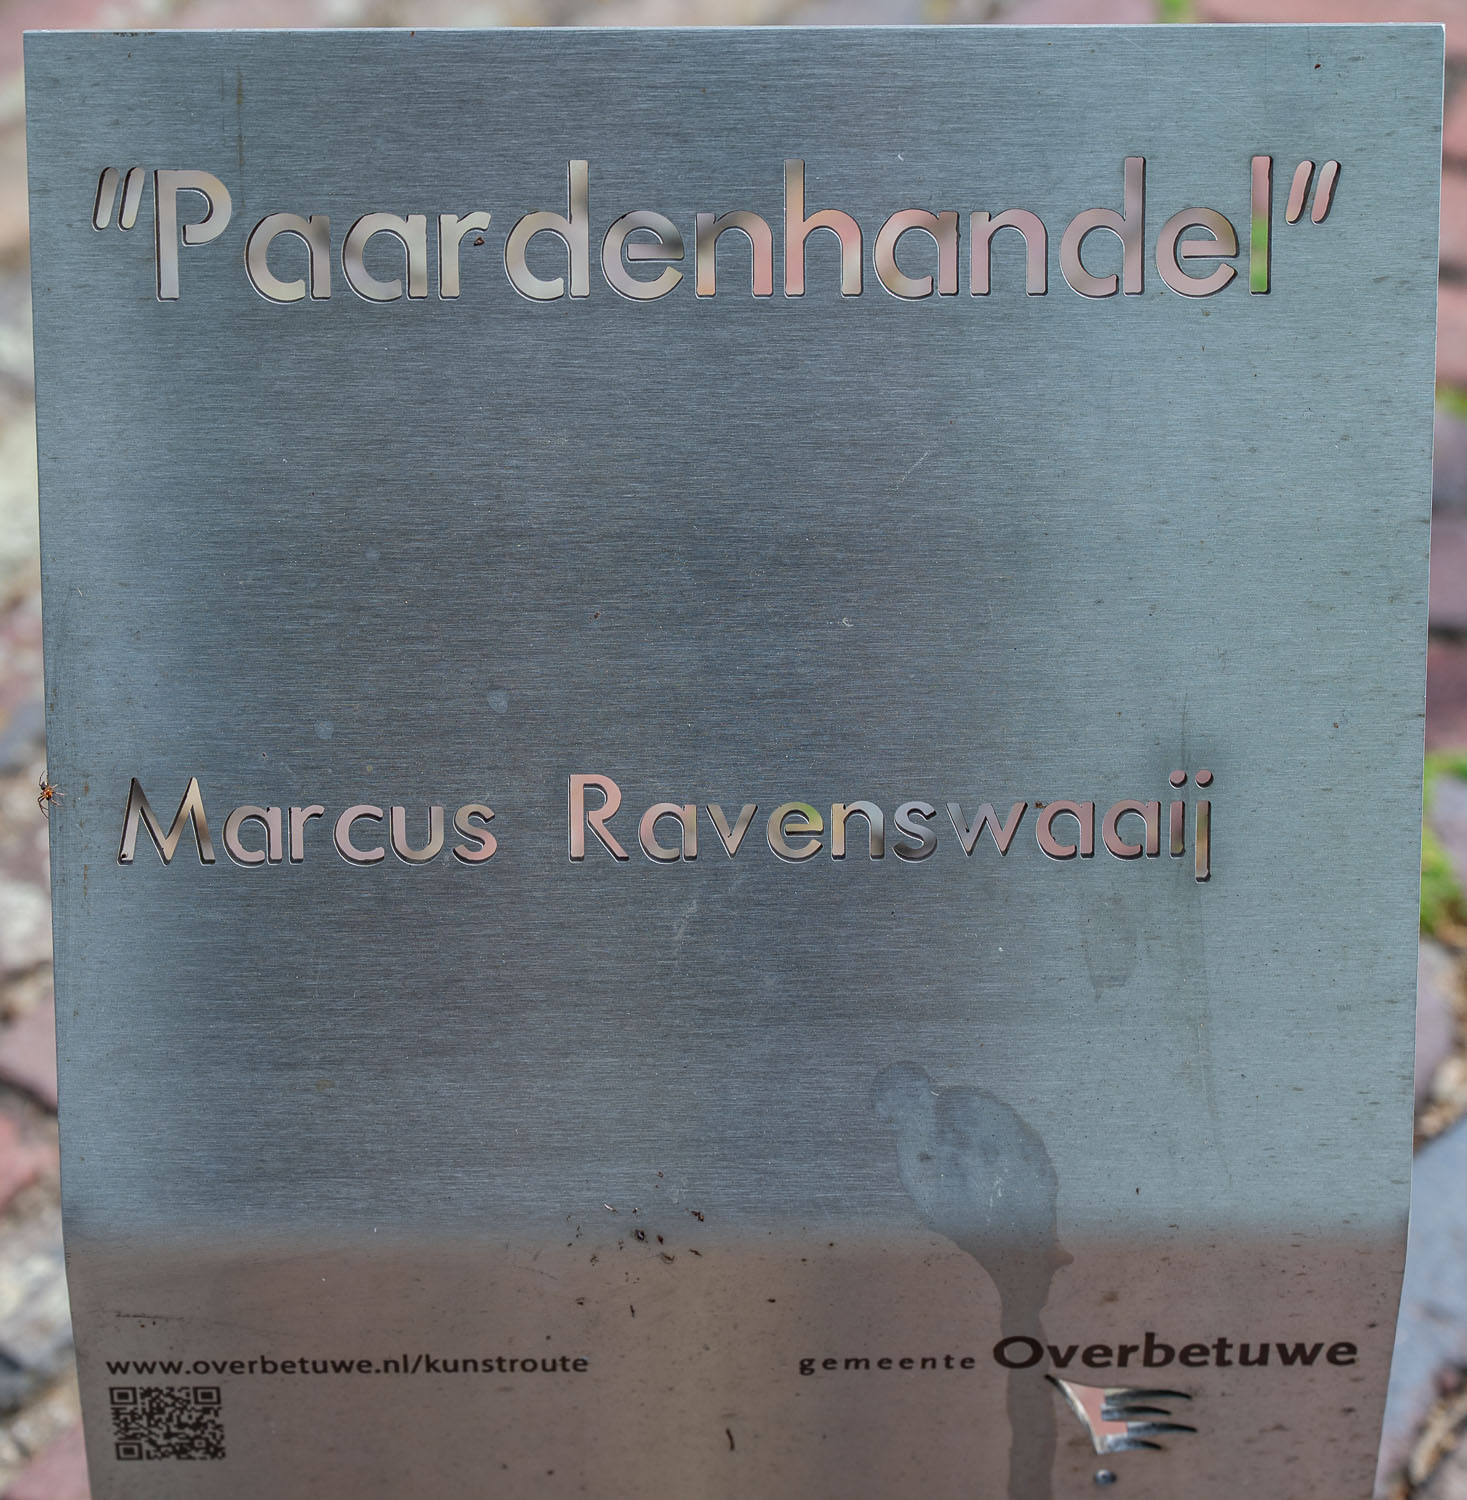 "Paardenhandel"
Marcus Ravenswaaij
www.overbetuwe.nl/kunstroute
gemeente Overbetuwe